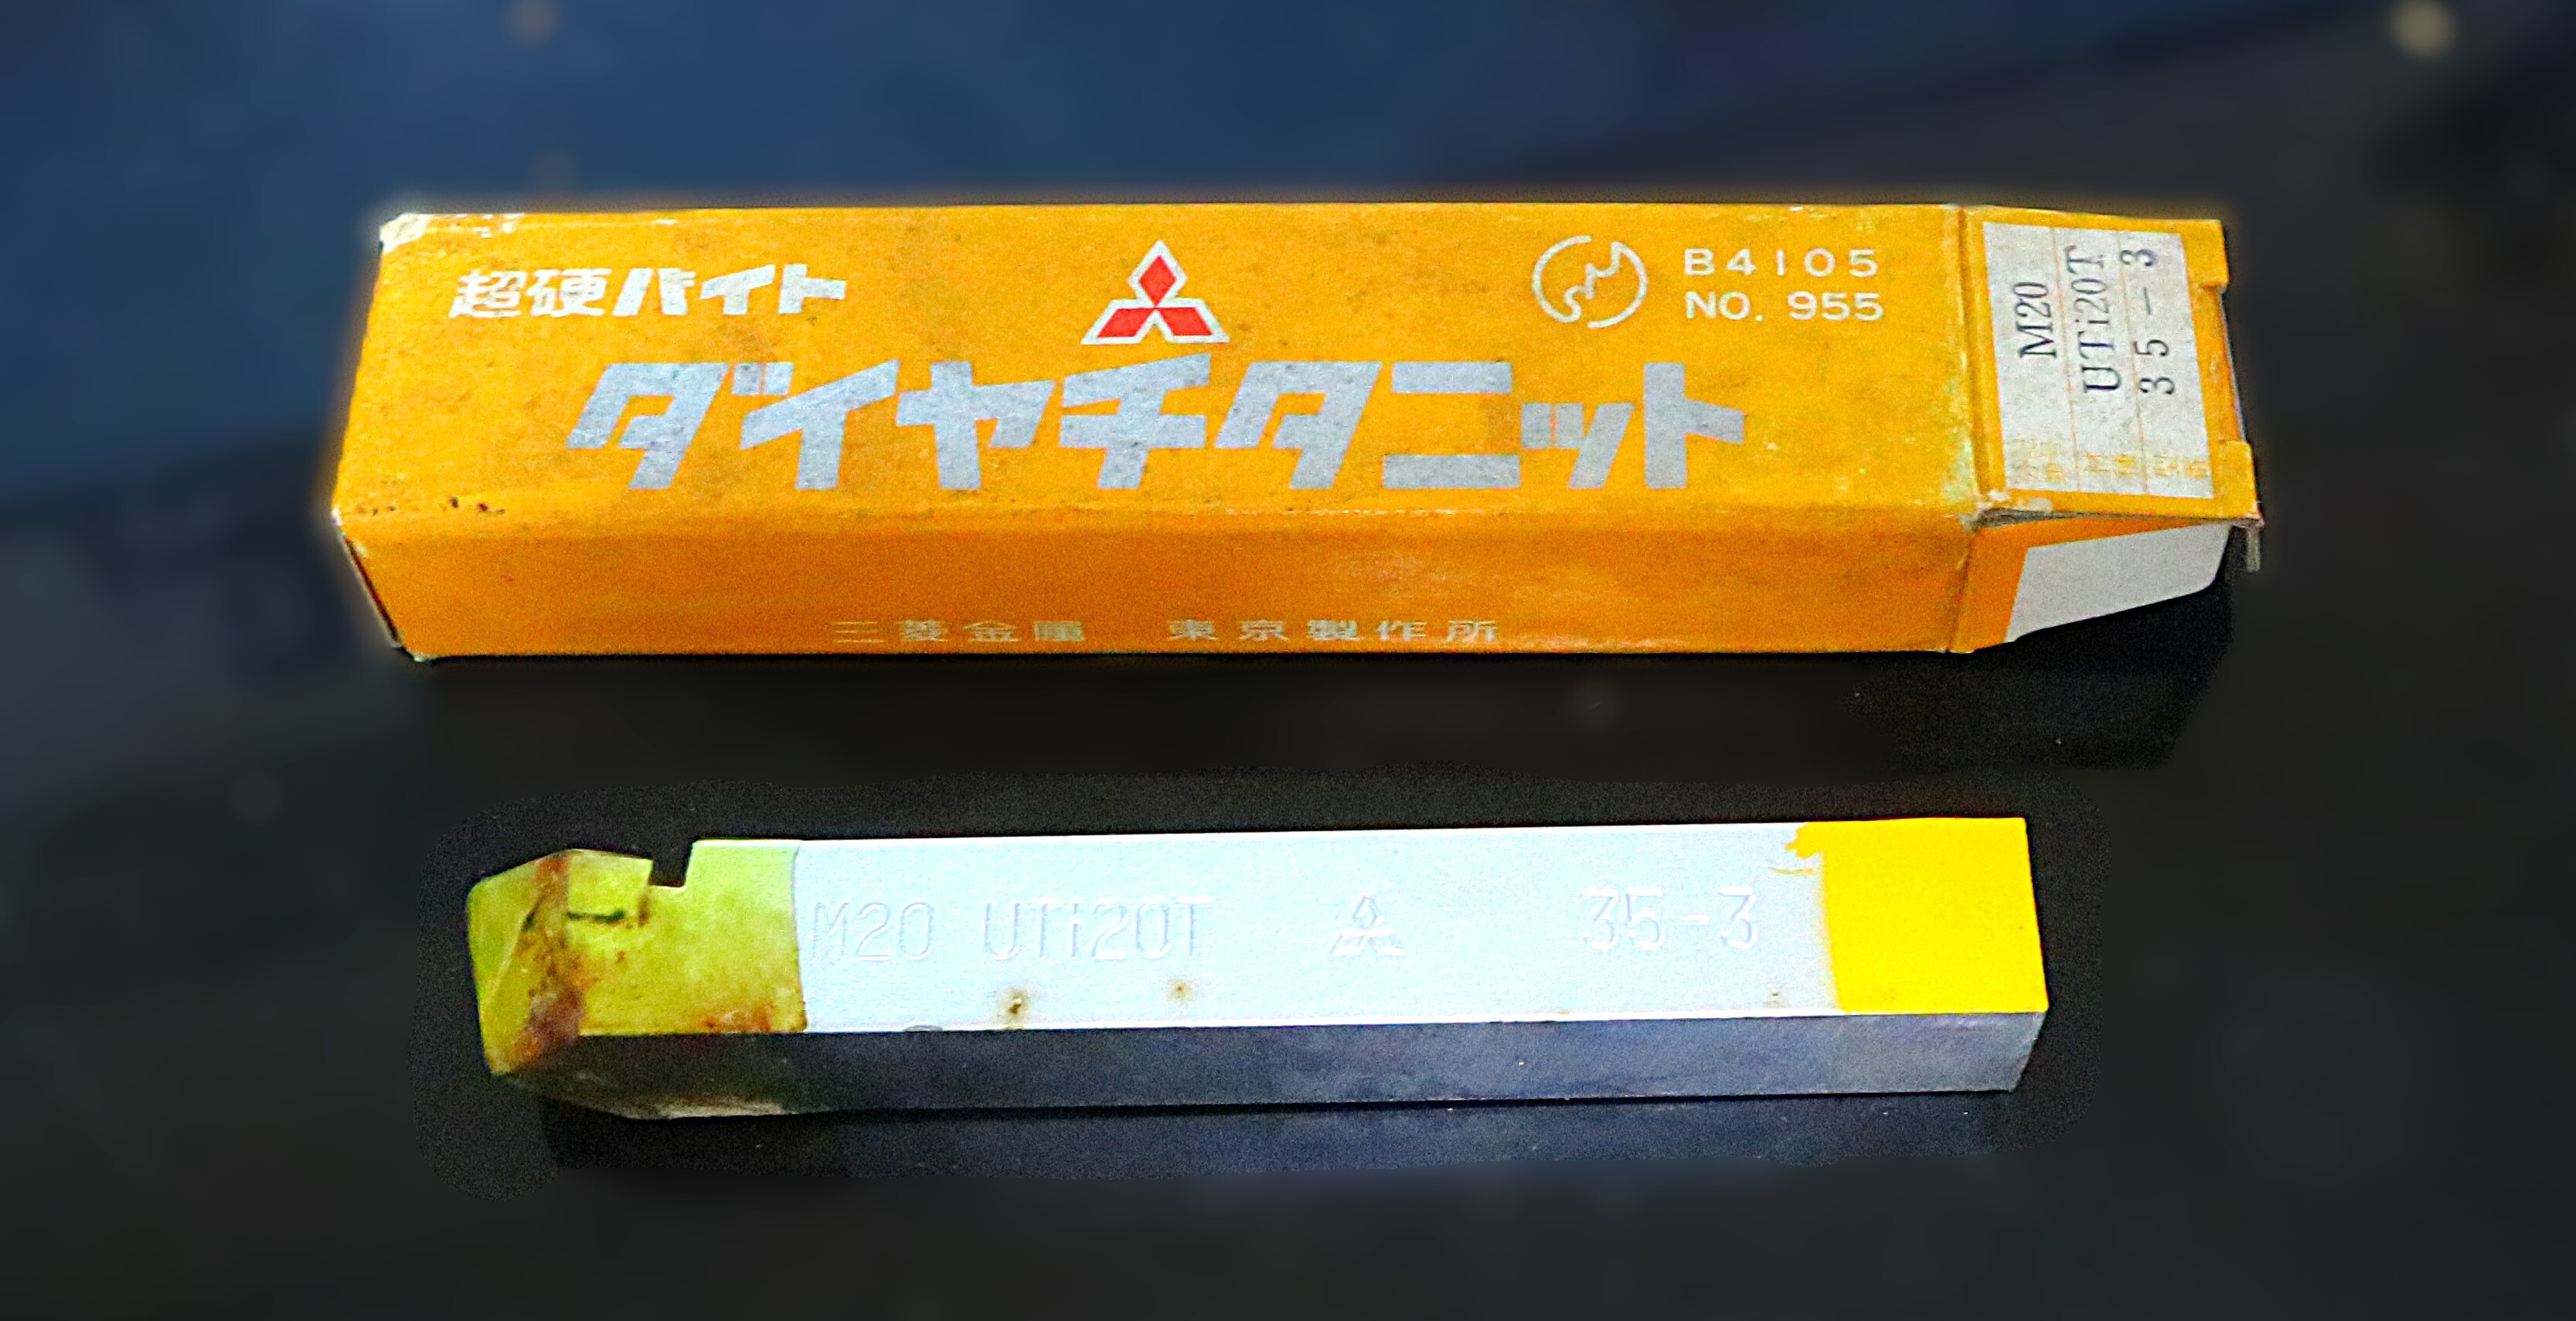 超硬バイト
B4105
NO. 955
ダイヤチタニット
三菱金属 東京製作所
M20
UTi20T
35-3
M20 UTi20T 35-3